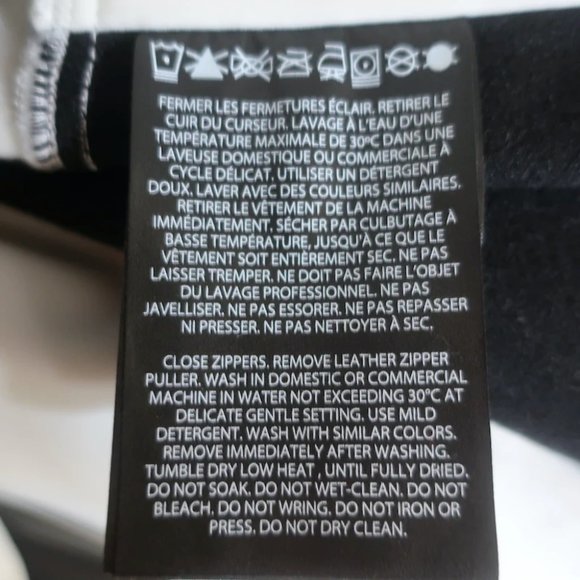 FERMER LES FERMETURES ÉCLAIR. RETIRER LE
CUIR DU CURSEUR. LAVAGE À L'EAU D'UNE
TEMPÉRATURE MAXIMALE DE 30°C DANS UNE
LAVEUSE DOMESTIQUE OU COMMERCIALE À
CYCLE DÉLICAT. UTILISER UN DÉTERGENT
DOUX. LAVER AVEC DES COULEURS SIMILAIRES.
RETIRER LE VÊTEMENT DE LA MACHINE
IMMÉDIATEMENT. SÉCHER PAR CULBUTAGE À
BASSE TEMPÉRATURE, JUSQU'À CE QUE LE
VÊTEMENT SOIT ENTIÈREMENT SEC. NE PAS
LAISSER TREMPER. NE DOIT PAS FAIRE L'OBJET
DU LAVAGE PROFESSIONNEL. NE PAS
JAVELLISER. NE PAS ESSORER. NE PAS REPASSER
NI PRESSER. NE PAS NETTOYER À SEC.
CLOSE ZIPPERS. REMOVE LEATHER ZIPPER
PULLER. WASH IN DOMESTIC OR COMMERCIAL
MACHINE IN WATER NOT EXCEEDING 30°C AT
DELICATE GENTLE SETTING. USE MILD
DETERGENT. WASH WITH SIMILAR COLORS.
REMOVE IMMEDIATELY AFTER WASHING.
TUMBLE DRY LOW HEAT , UNTIL FULLY DRIED.
DO NOT SOAK. DO NOT WET-CLEAN. DO NOT
BLEACH. DO NOT WRING. DO NOT IRON OR
PRESS. DO NOT DRY CLEAN.